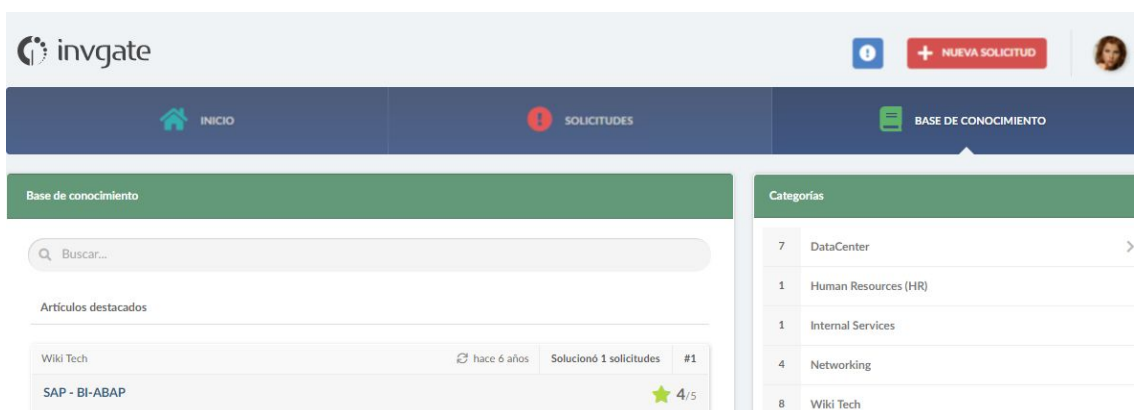 invgate
NUEVA SOLICITUD
INICIO
SOLICITUDES
BASE DE CONOCIMIENTO
Base de conocimiento
Buscar...
Artículos destacados
Wiki Tech hace 6 años Solucionó 1 solicitudes #1
SAP - BI-ABAP 4/5
Categorías
7 DataCenter
1 Human Resources (HR)
1 Internal Services
4 Networking
8 Wiki Tech